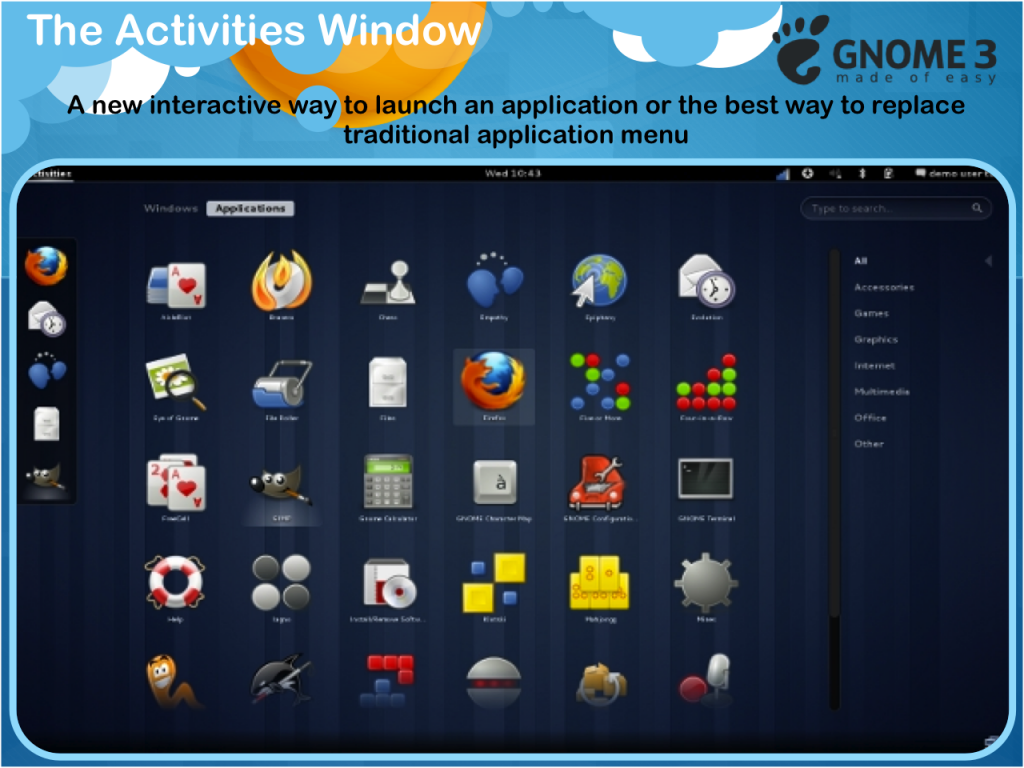 The Activities Window
GNOME 3
made of easy
A new interactive way to launch an application or the best way to replace
traditional application menu
ctivities
Wed 10:43
demo user
Windows
Applications
Type to search...
All
Accessories
Games
Graphics
Internet
Multimedia
Office
Other
AisleRiot
Brasero
Chess
Empathy
Epiphany
Evolution
Eye of Gnome
File Roller
Files
Firefox
Five or More
Four-in-a-Row
FreeCell
GIMP
Gnome Calculator
GNOME Character Map
GNOME Configuratio...
GNOME Terminal
Help
Iagno
Install/Remove Softw...
Klotski
Mahjongg
Mines